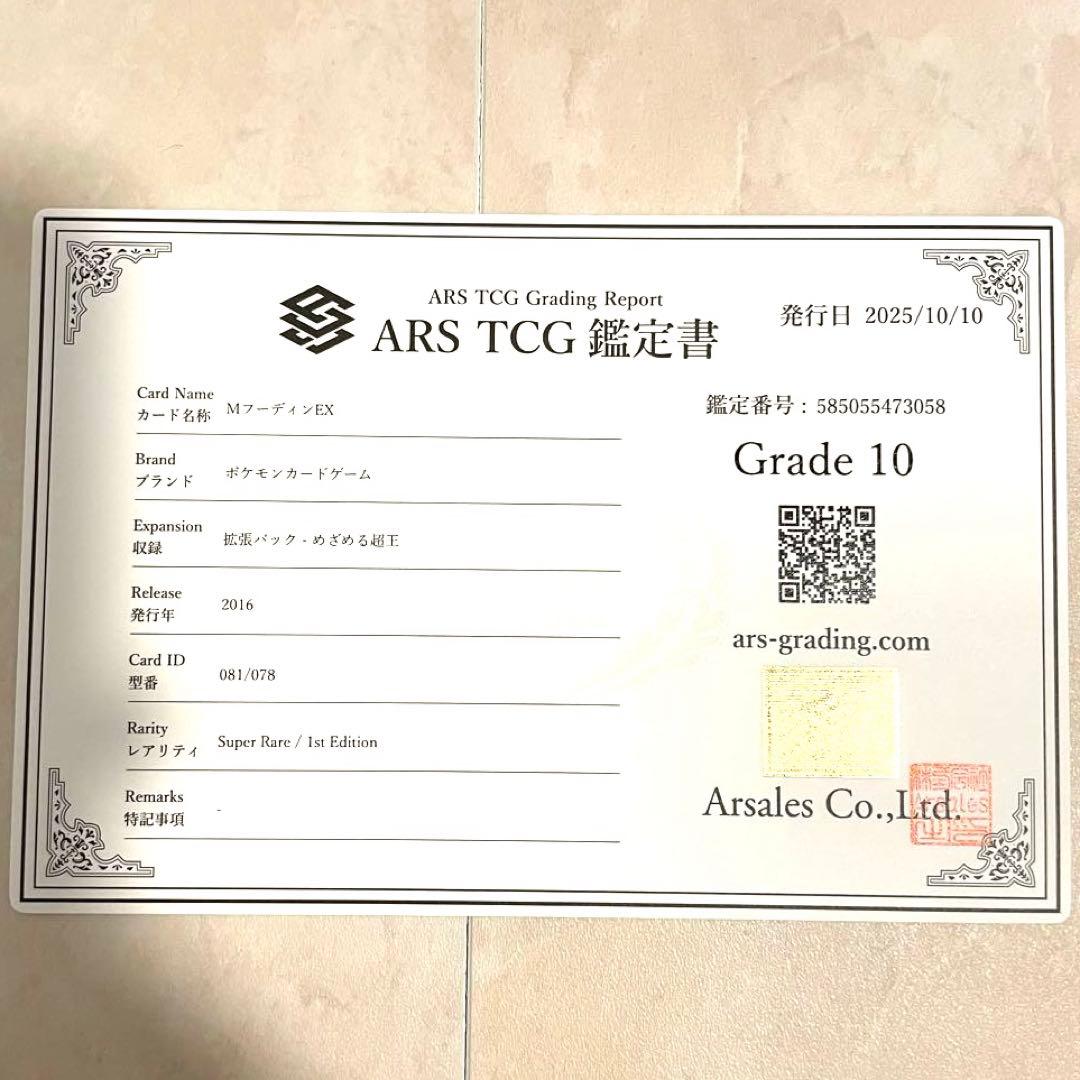 ARS TCG Grading Report
ARS TCG 鑑定書
発行日 2025/10/10
Card Name
カード名称
MフーディンEX
Brand
ブランド
ポケモンカードゲーム
Expansion
収録
拡張パック - めざめる超王
Release
発行年
2016
Card ID
型番
081/078
Rarity
レアリティ
Super Rare / 1st Edition
Remarks
特記事項
-
鑑定番号 : 585055473058
Grade 10
ars-grading.com
Arsales Co.,Ltd.